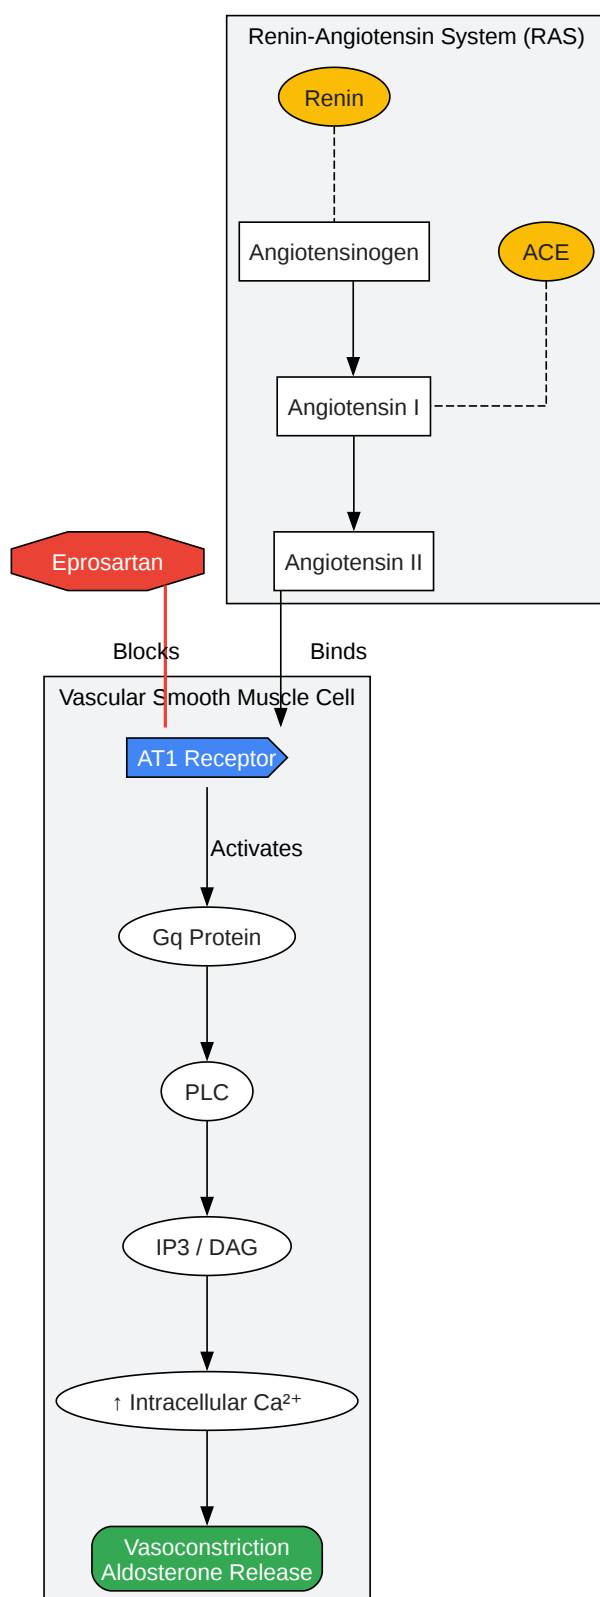 Renin-Angiotensin System (RAS)
Renin
Angiotensinogen
ACE
Angiotensin I
Eprosartan
Angiotensin II
Blocks
Binds
Vascular Smooth Muscle Cell
AT1 Receptor
Activates
Gq Protein
PLC
IP3 / DAG
↑ Intracellular Ca²⁺
Vasoconstriction
Aldosterone Release